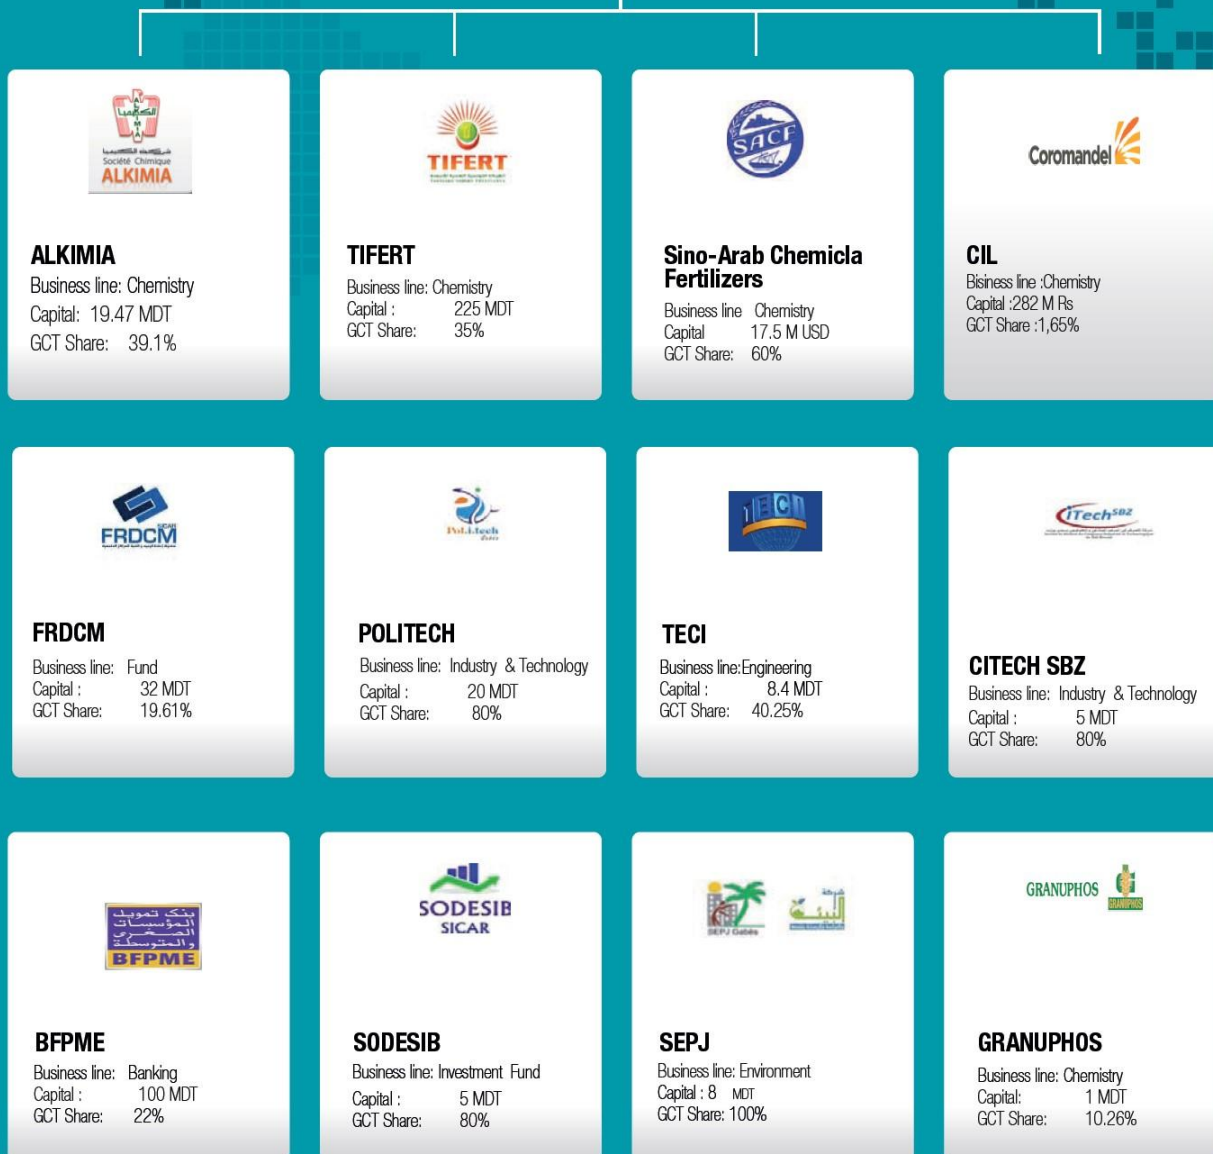 الكيميا
ALKIMIA
Société Chimique
ALKIMIA
ALKIMIA
Business line: Chemistry
Capital: 19.47 MDT
GCT Share: 39.1%
TIFERT
TIFERT
Business line: Chemistry
Capital : 225 MDT
GCT Share: 35%
SACF
Sino-Arab Chemicla
Fertilizers
Business line Chemistry
Capital 17.5 M USD
GCT Share: 60%
Coromandel
CIL
Bisiness line :Chemistry
Capital :282 M Rs
GCT Share :1,65%
SICAR
FRDCM
FRDCM
Business line: Fund
Capital : 32 MDT
GCT Share: 19.61%
PoLi.tech
POLITECH
Business line: Industry & Technology
Capital : 20 MDT
GCT Share: 80%
TECI
TECI
Business line:Engineering
Capital : 8.4 MDT
GCT Share: 40.25%
CiTech SBZ
CITECH SBZ
Business line: Industry & Technology
Capital : 5 MDT
GCT Share: 80%
بنك تمويل
المؤسسات
الصغرى
والمتوسطة
BFPME
BFPME
Business line: Banking
Capital : 100 MDT
GCT Share: 22%
SODESIB
SICAR
SODESIB
Business line: Investment Fund
Capital : 5 MDT
GCT Share: 80%
SEPJ Gabès
شركة
البيئة
SEPJ
Business line: Environment
Capital : 8 MDT
GCT Share: 100%
GRANUPHOS
GRANUPHOS
GRANUPHOS
Business line: Chemistry
Capital: 1 MDT
GCT Share: 10.26%